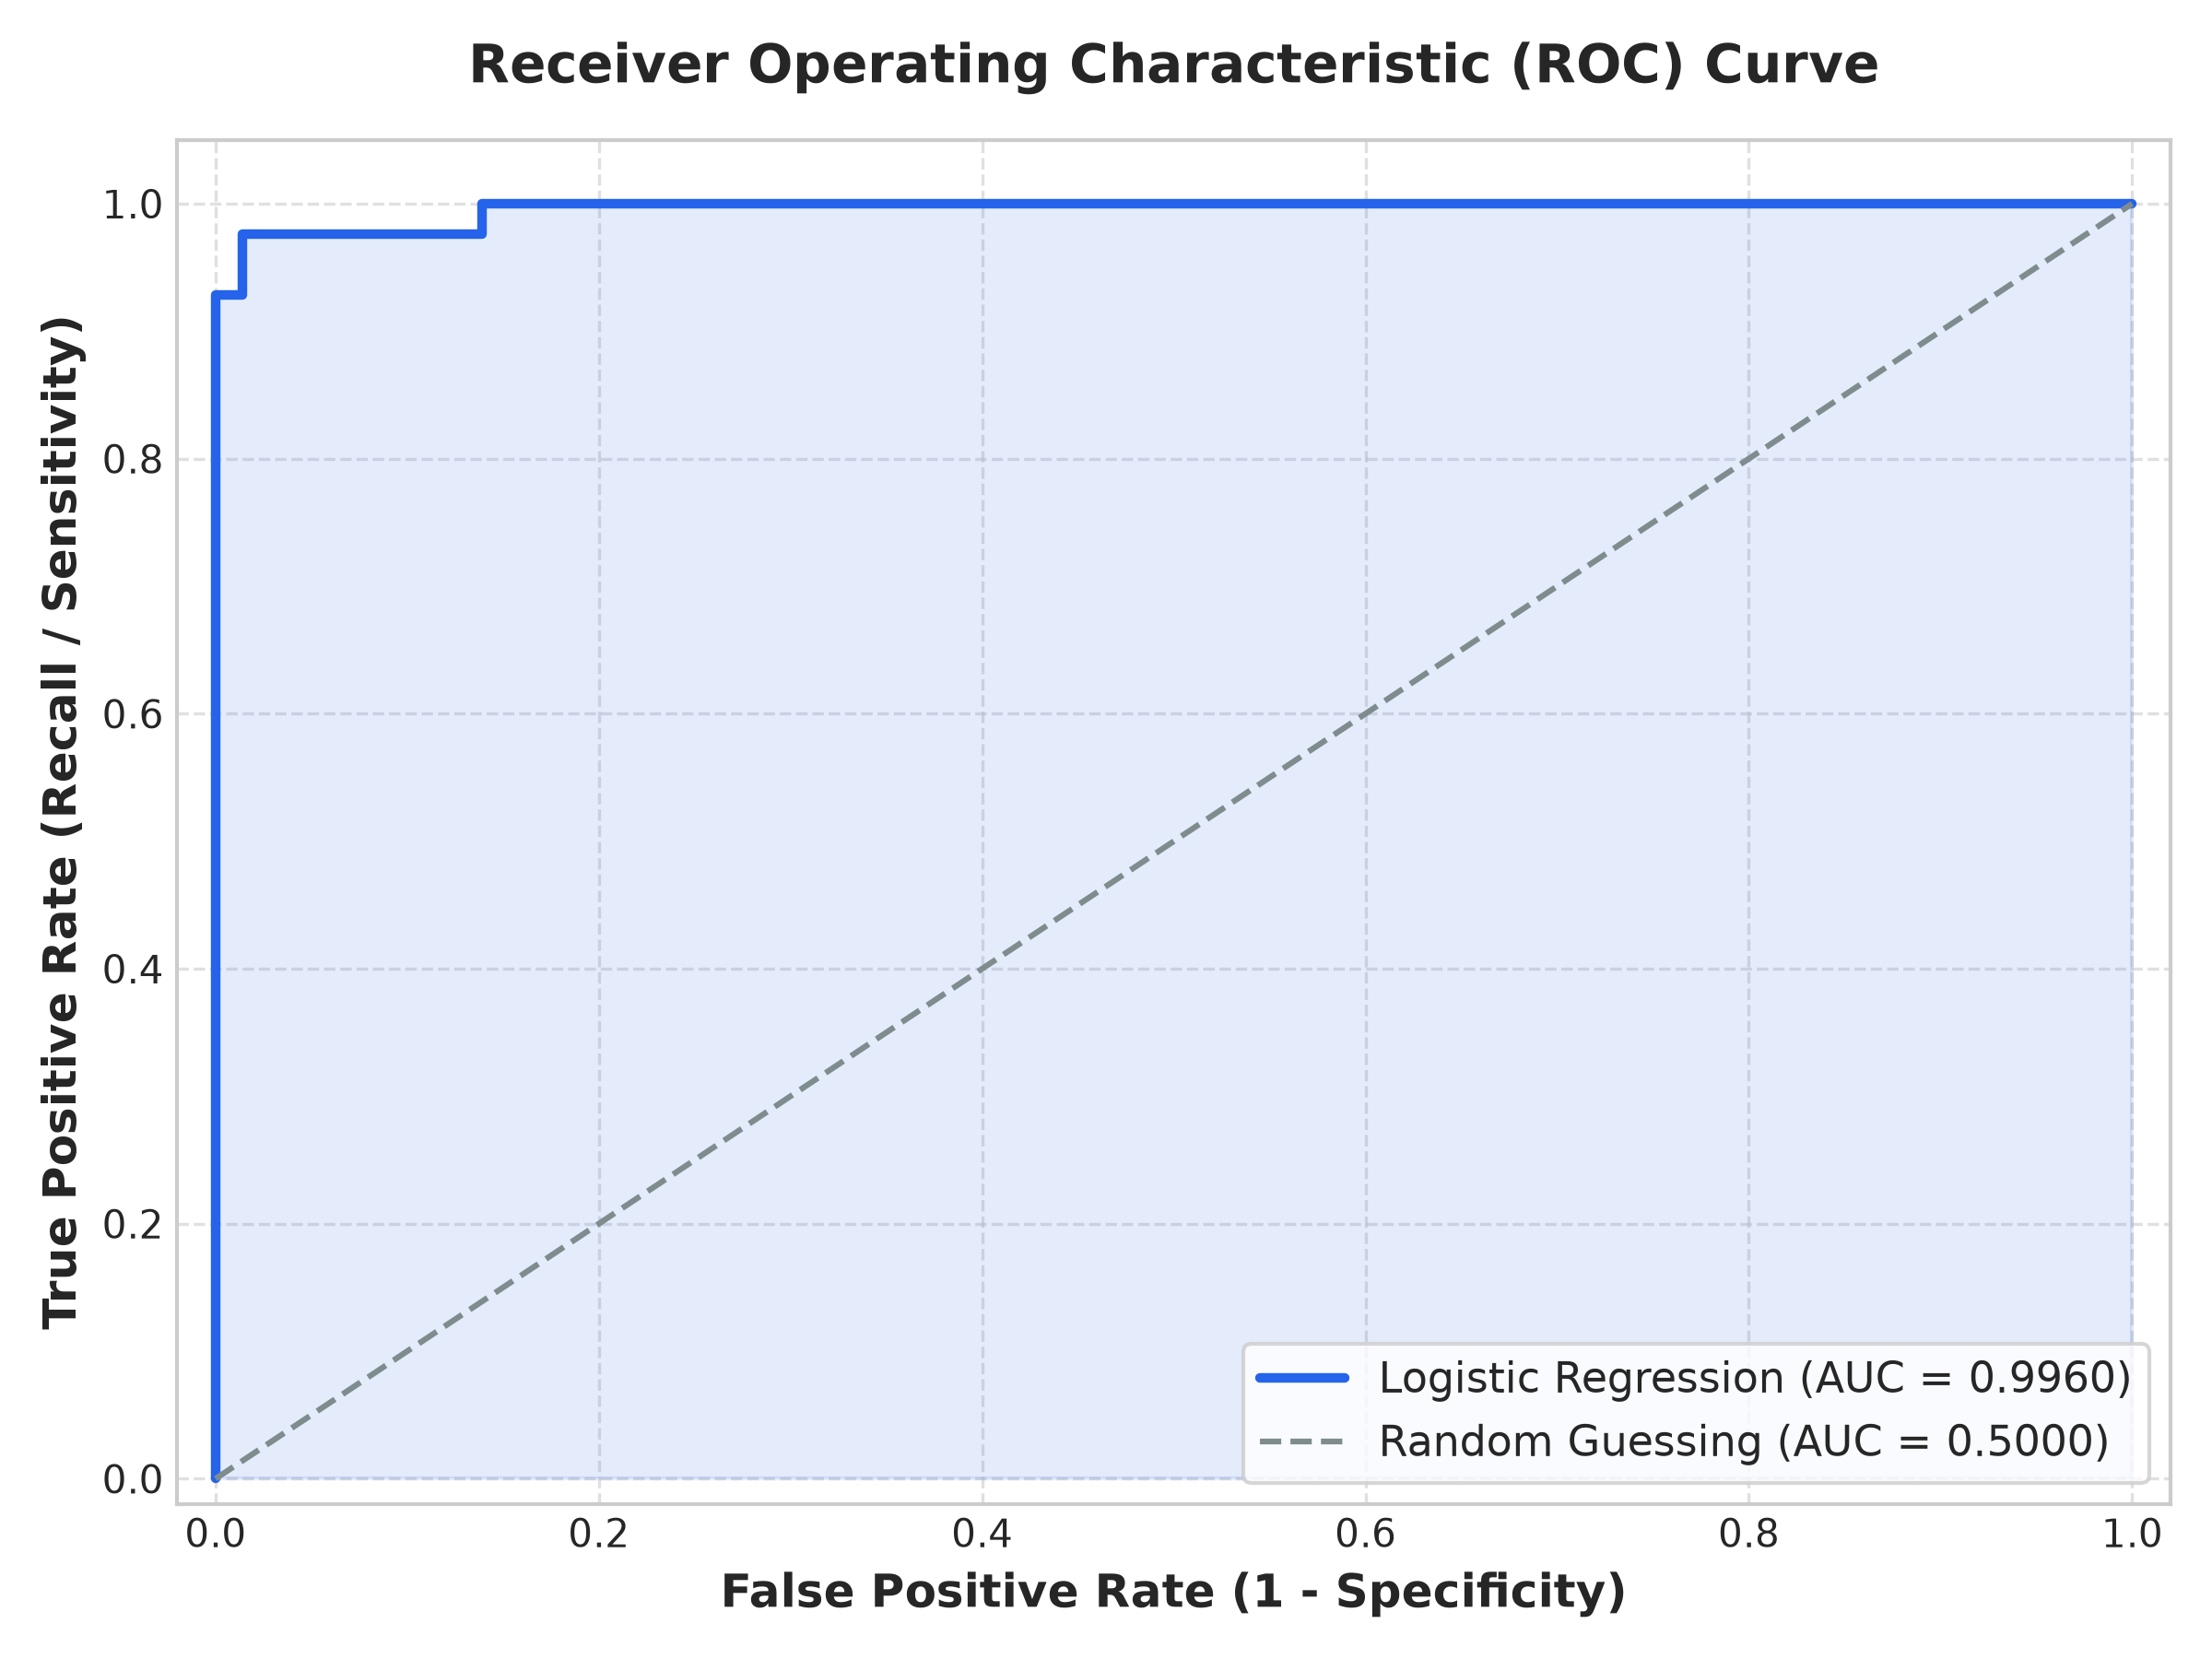 Receiver Operating Characteristic (ROC) Curve
True Positive Rate (Recall / Sensitivity)
1.0
0.8
0.6
0.4
0.2
0.0
Logistic Regression (AUC = 0.9960)
Random Guessing (AUC = 0.5000)
0.0 0.2 0.4 0.6 0.8 1.0
False Positive Rate (1 - Specificity)